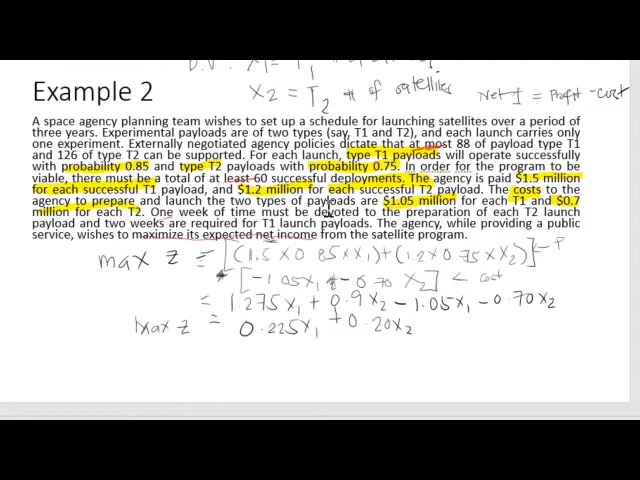 D.V : X1 = T1 # of
X2 = T2 # of satellites
Net I = Profit - cost
Example 2
A space agency planning team wishes to set up a schedule for launching satellites over a period of
three years. Experimental payloads are of two types (say, T1 and T2), and each launch carries only
one experiment. Externally negotiated agency policies dictate that at most 88 of payload type T1
and 126 of type T2 can be supported. For each launch, type T1 payloads will operate successfully
with probability 0.85 and type T2 payloads with probability 0.75. In order for the program to be
viable, there must be a total of at least 60 successful deployments. The agency is paid $1.5 million
for each successful T1 payload, and $1.2 million for each successful T2 payload. The costs to the
agency to prepare and launch the two types of payloads are $1.05 million for each T1 and $0.7
million for each T2. One week of time must be devoted to the preparation of each T2 launch
payload and two weeks are required for T1 launch payloads. The agency, while providing a public
service, wishes to maximize its expected net income from the satellite program.
max z = [(1.5 x 0.85 x X1) + (1.2 x 0.75 x X2)] ← P
[-1.05X1 - 0.70 X2] ← cost
= 1.275X1 + 0.9X2 - 1.05X1 - 0.70X2
Max z = 0.225X1 + 0.20X2